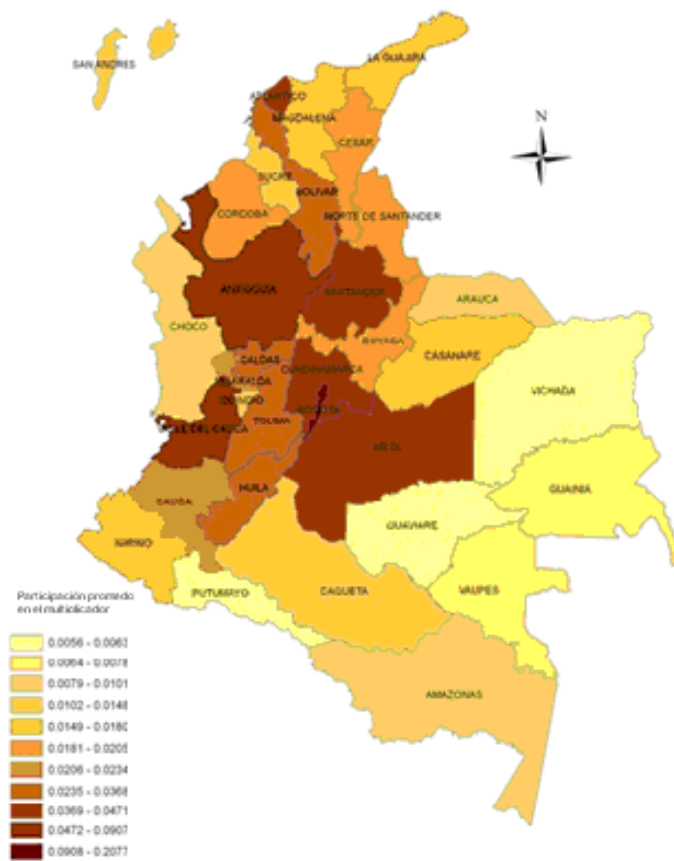 SAN ANDRES
LA GUAJIRA
ATLANTICO
MAGDALENA
CESAR
SUCRE
BOLIVAR
NORTE DE SANTANDER
CORDOBA
ANTIOQUIA
SANTANDER
ARAUCA
CHOCO
BOYACA
CASANARE
CALDAS
CUNDINAMARCA
VICHADA
RISARALDA
QUINDIO
BOGOTA
TOLIMA
VALLE DEL CAUCA
META
GUAINIA
HUILA
CAUCA
GUAVIARE
NARINO
VAUPES
CAQUETA
PUTUMAYO
AMAZONAS
N
Participación promedo
en el multiolicador
0.0056 - 0.0063
0.0064 - 0.0078
0.0079 - 0.0101
0.0102 - 0.0148
0.0149 - 0.0180
0.0181 - 0.0205
0.0206 - 0.0234
0.0235 - 0.0368
0.0369 - 0.0471
0.0472 - 0.0907
0.0908 - 0.2077